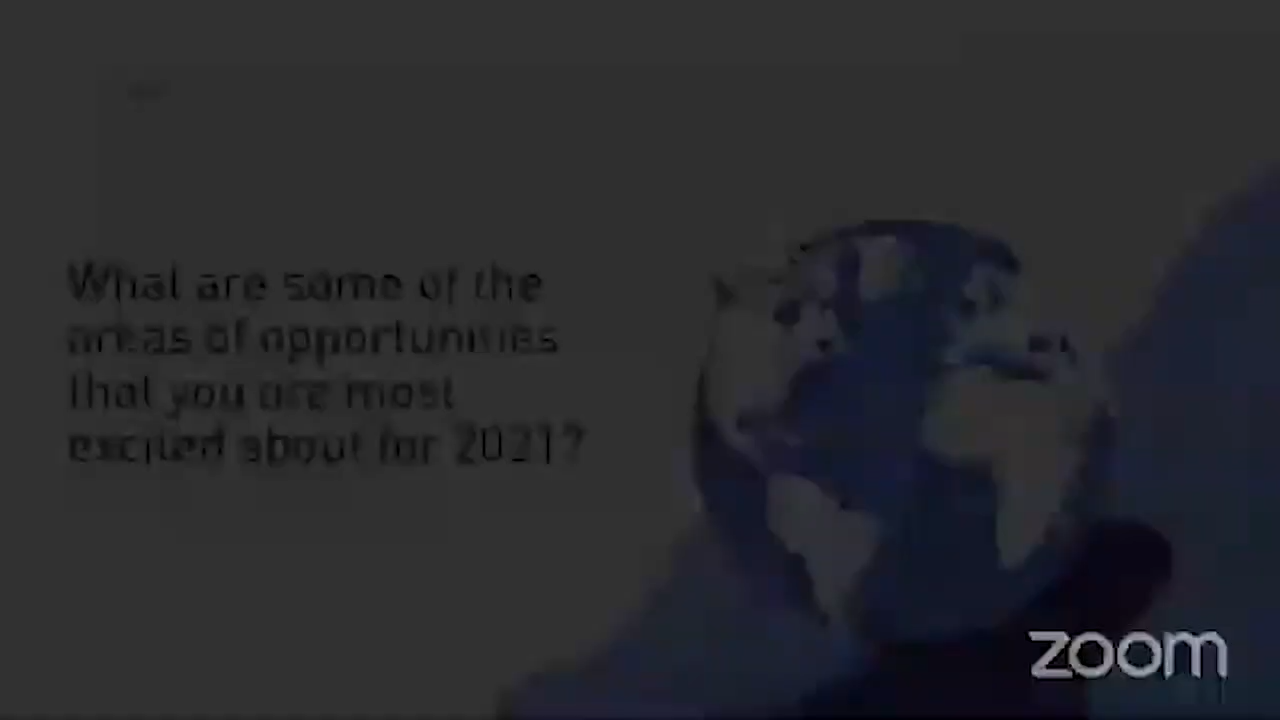 What are some of the
areas of opportunities
that you are most
excited about for 2021?
zoom